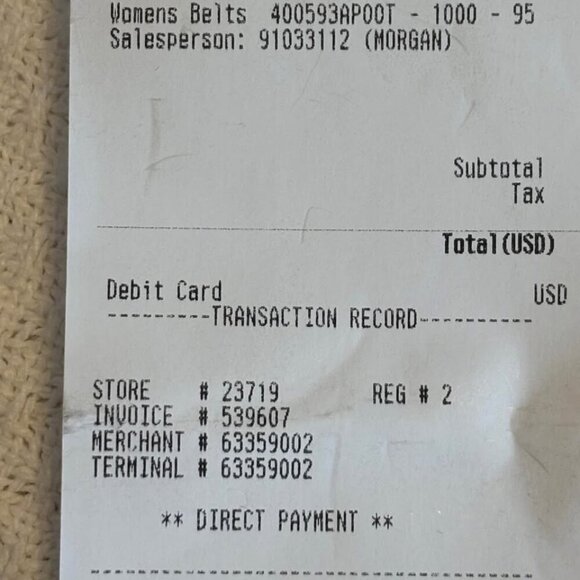 Womens Belts 400593AP00T - 1000 - 95
Salesperson: 91033112 (MORGAN)
Subtotal
Tax
Total(USD)
Debit Card USD
---------TRANSACTION RECORD----------
STORE # 23719 REG # 2
INVOICE # 539607
MERCHANT # 63359002
TERMINAL # 63359002
** DIRECT PAYMENT **